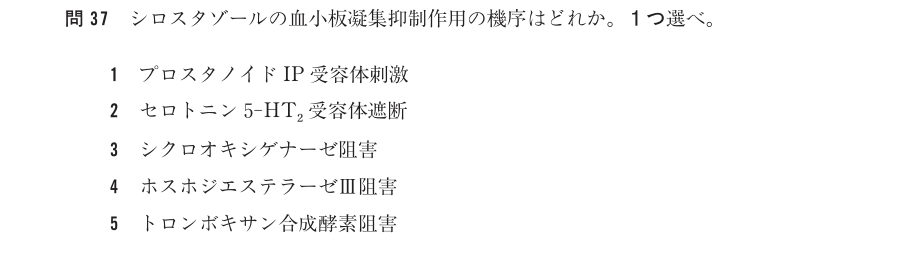 問 37 シロスタゾールの血小板凝集抑制作用の機序はどれか。1つ選べ。
1 プロスタノイド IP 受容体刺激
2 セロトニン 5-HT₂ 受容体遮断
3 シクロオキシゲナーゼ阻害
4 ホスホジエステラーゼⅢ阻害
5 トロンボキサン合成酵素阻害